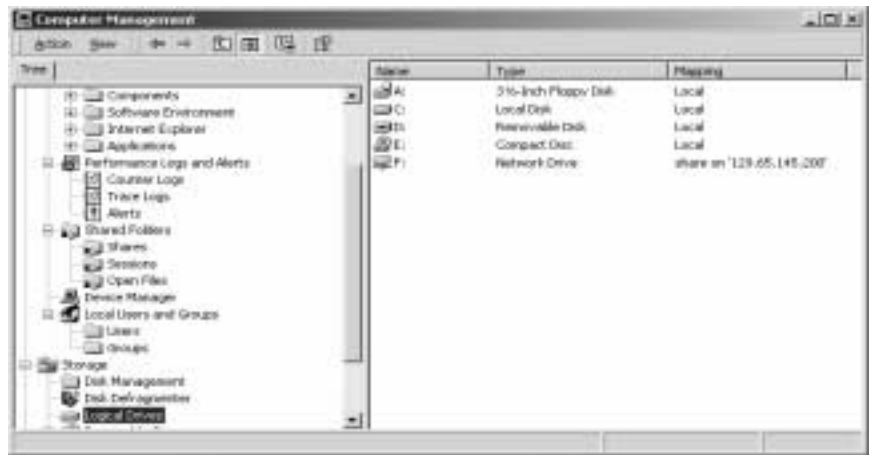 Computer Management
Action View
Tree
Components
Software Environment
Internet Explorer
Applications
Performance Logs and Alerts
Counter Logs
Trace Logs
Alerts
Shared Folders
Shares
Sessions
Open Files
Device Manager
Local Users and Groups
Users
Groups
Storage
Disk Management
Disk Defragmenter
Logical Drives
Name Type Mapping
A: 3½-Inch Floppy Disk Local
C: Local Disk Local
D: Removable Disk Local
E: Compact Disc Local
F: Network Drive share on '129.65.145.200'